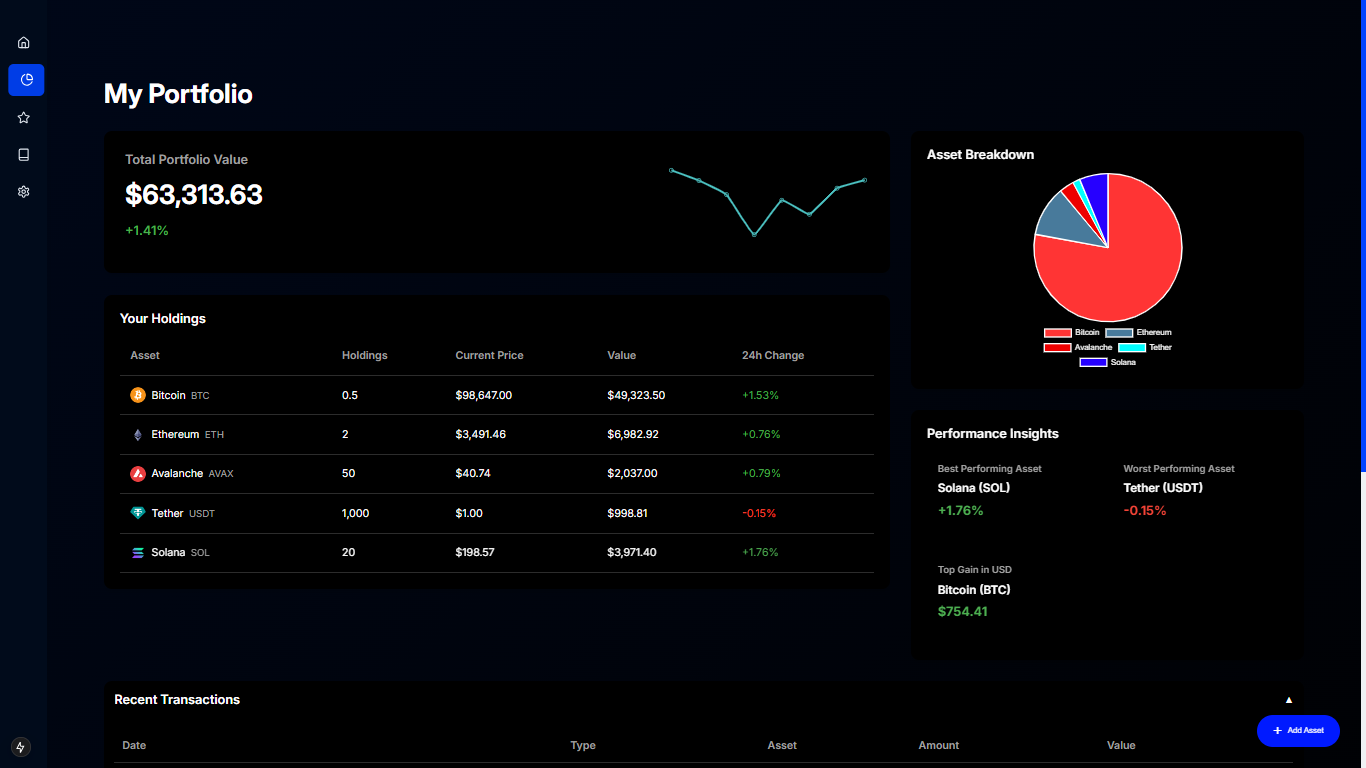 My Portfolio
Total Portfolio Value
$63,313.63
+1.41%
Asset Breakdown
Bitcoin Ethereum
Avalanche Tether
Solana
Your Holdings
Asset Holdings Current Price Value 24h Change
Bitcoin BTC 0.5 $98,647.00 $49,323.50 +1.53%
Ethereum ETH 2 $3,491.46 $6,982.92 +0.76%
Avalanche AVAX 50 $40.74 $2,037.00 +0.79%
Tether USDT 1,000 $1.00 $998.81 -0.15%
Solana SOL 20 $198.57 $3,971.40 +1.76%
Performance Insights
Best Performing Asset Worst Performing Asset
Solana (SOL) Tether (USDT)
+1.76% -0.15%
Top Gain in USD
Bitcoin (BTC)
$754.41
Recent Transactions ▲
Date Type Asset Amount Value
+ Add Asset